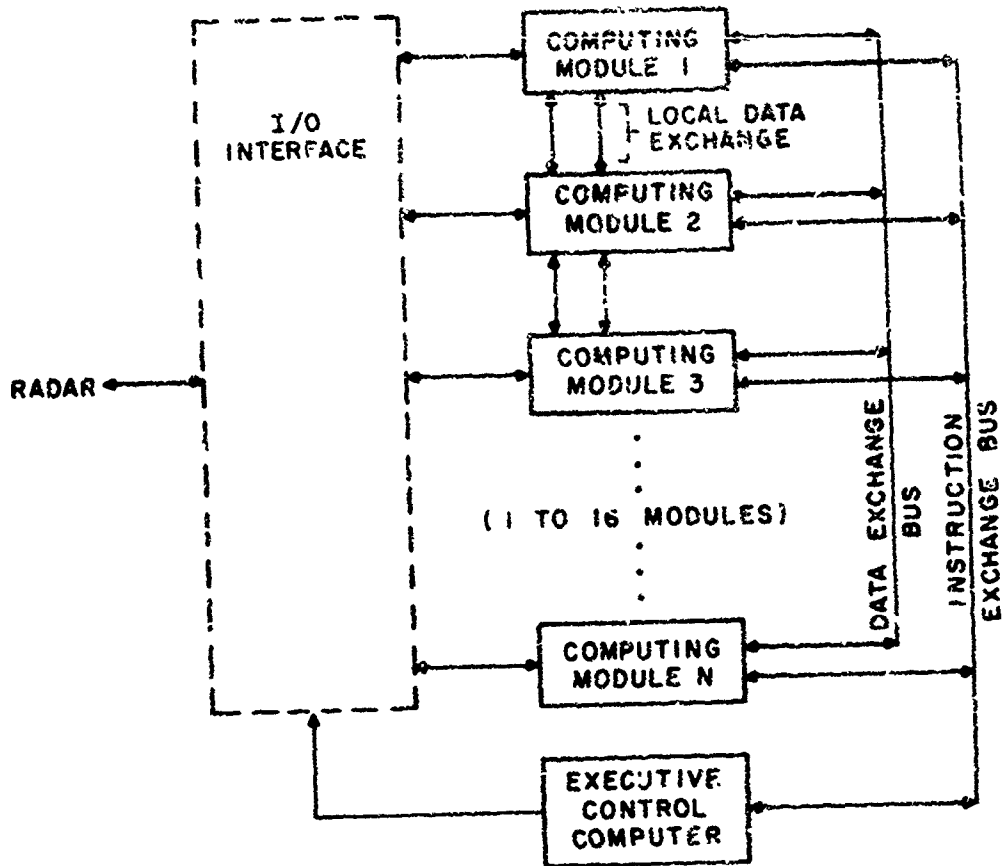 COMPUTING
MODULE 1
I/O
INTERFACE
LOCAL DATA
EXCHANGE
COMPUTING
MODULE 2
COMPUTING
MODULE 3
RADAR
(1 TO 16 MODULES)
DATA EXCHANGE
BUS
INSTRUCTION
EXCHANGE BUS
COMPUTING
MODULE N
EXECUTIVE
CONTROL
COMPUTER